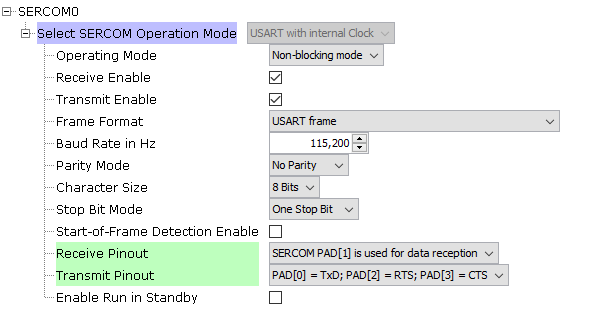 SERCOM0
Select SERCOM Operation Mode USART with internal Clock
Operating Mode Non-blocking mode
Receive Enable
Transmit Enable
Frame Format USART frame
Baud Rate in Hz 115,200
Parity Mode No Parity
Character Size 8 Bits
Stop Bit Mode One Stop Bit
Start-of-Frame Detection Enable
Receive Pinout SERCOM PAD[1] is used for data reception
Transmit Pinout PAD[0] = TxD; PAD[2] = RTS; PAD[3] = CTS
Enable Run in Standby